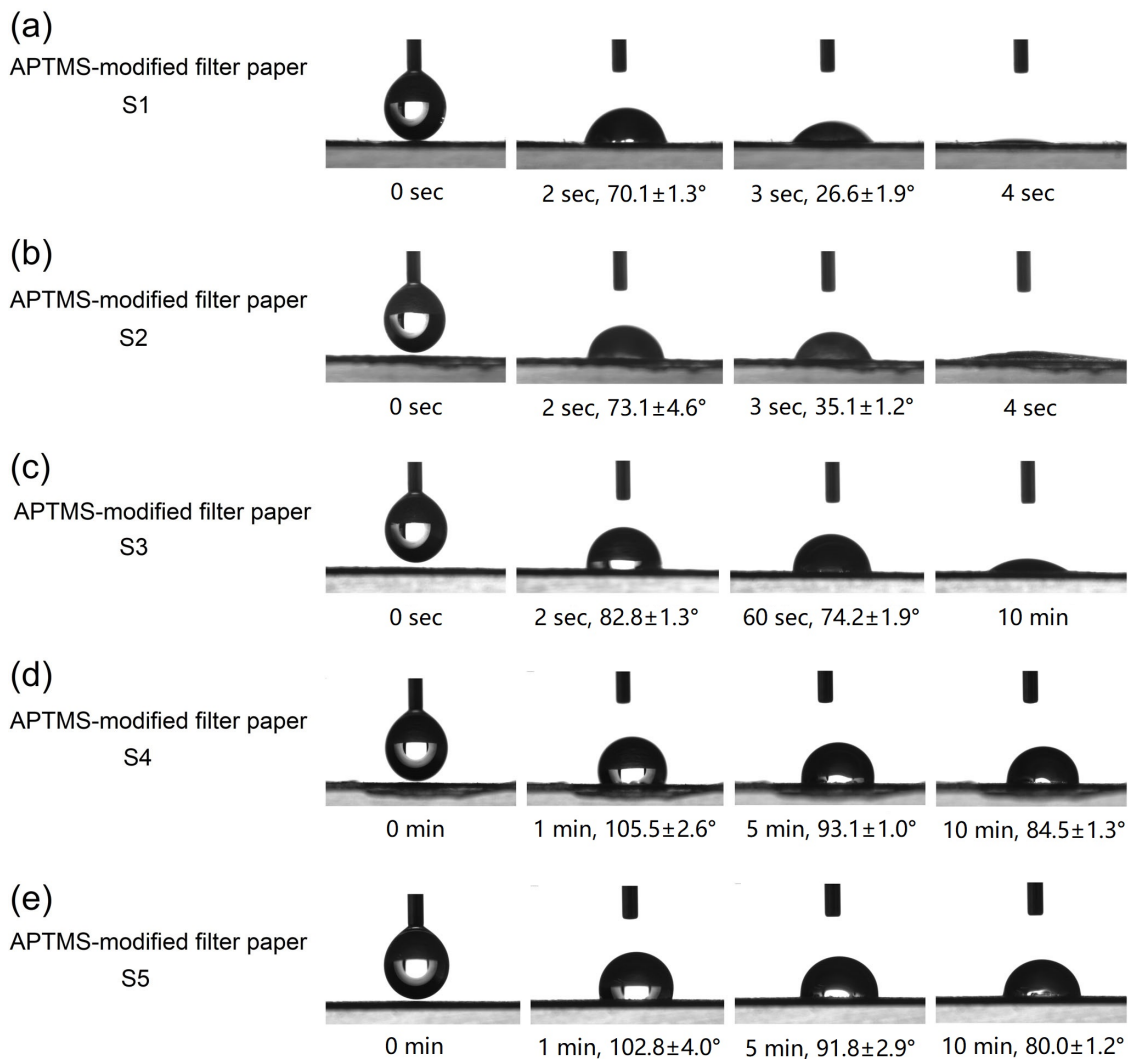 (a)
APTMS-modified filter paper
S1
0 sec
2 sec, 70.1±1.3°
3 sec, 26.6±1.9°
4 sec
(b)
APTMS-modified filter paper
S2
0 sec
2 sec, 73.1±4.6°
3 sec, 35.1±1.2°
4 sec
(c)
APTMS-modified filter paper
S3
0 sec
2 sec, 82.8±1.3°
60 sec, 74.2±1.9°
10 min
(d)
APTMS-modified filter paper
S4
0 min
1 min, 105.5±2.6°
5 min, 93.1±1.0°
10 min, 84.5±1.3°
(e)
APTMS-modified filter paper
S5
0 min
1 min, 102.8±4.0°
5 min, 91.8±2.9°
10 min, 80.0±1.2°